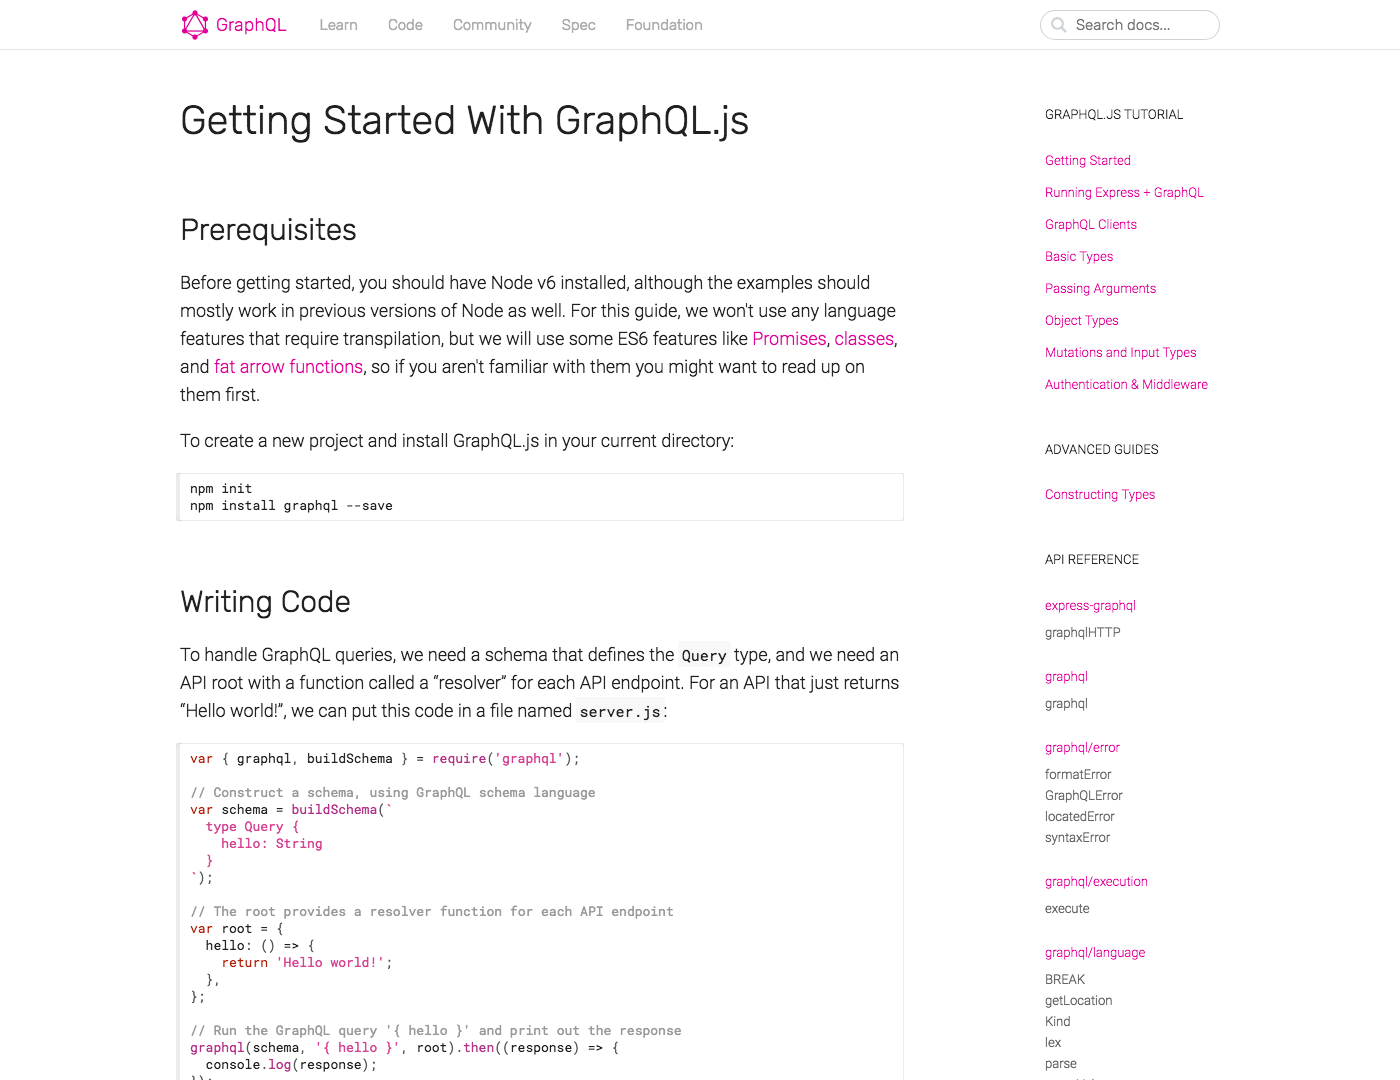 GraphQL
Learn
Code
Community
Spec
Foundation
Search docs...
Getting Started With GraphQL.js
Prerequisites
Before getting started, you should have Node v6 installed, although the examples should
mostly work in previous versions of Node as well. For this guide, we won't use any language
features that require transpilation, but we will use some ES6 features like Promises, classes,
and fat arrow functions, so if you aren't familiar with them you might want to read up on
them first.
To create a new project and install GraphQL.js in your current directory:
npm init
npm install graphql --save
Writing Code
To handle GraphQL queries, we need a schema that defines the Query type, and we need an
API root with a function called a “resolver” for each API endpoint. For an API that just returns
“Hello world!”, we can put this code in a file named server.js:
var { graphql, buildSchema } = require('graphql');
// Construct a schema, using GraphQL schema language
var schema = buildSchema(`
  type Query {
    hello: String
  }
`);
// The root provides a resolver function for each API endpoint
var root = {
  hello: () => {
    return 'Hello world!';
  },
};
// Run the GraphQL query '{ hello }' and print out the response
graphql(schema, '{ hello }', root).then((response) => {
  console.log(response);
});
GRAPHQL.JS TUTORIAL
Getting Started
Running Express + GraphQL
GraphQL Clients
Basic Types
Passing Arguments
Object Types
Mutations and Input Types
Authentication & Middleware
ADVANCED GUIDES
Constructing Types
API REFERENCE
express-graphql
graphqlHTTP
graphql
graphql
graphql/error
formatError
GraphQLError
locatedError
syntaxError
graphql/execution
execute
graphql/language
BREAK
getLocation
Kind
lex
parse